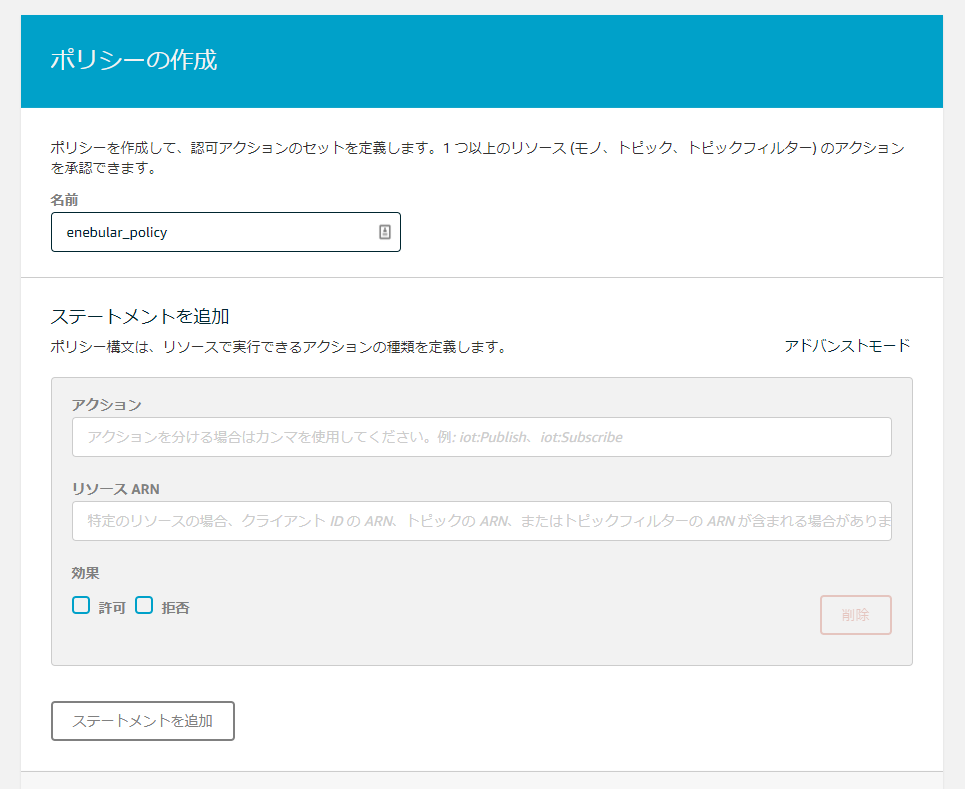 ポリシーの作成
ポリシーを作成して、認可アクションのセットを定義します。1 つ以上のリソース (モノ、トピック、トピックフィルター) のアクション
を承認できます。
名前
enebular_policy
ステートメントを追加
ポリシー構文は、リソースで実行できるアクションの種類を定義します。
アドバンストモード
アクション
アクションを分ける場合はカンマを使用してください。例: iot:Publish、iot:Subscribe
リソース ARN
特定のリソースの場合、クライアント ID の ARN、トピックの ARN、またはトピックフィルターの ARN が含まれる場合がありま
効果
許可 拒否
削除
ステートメントを追加